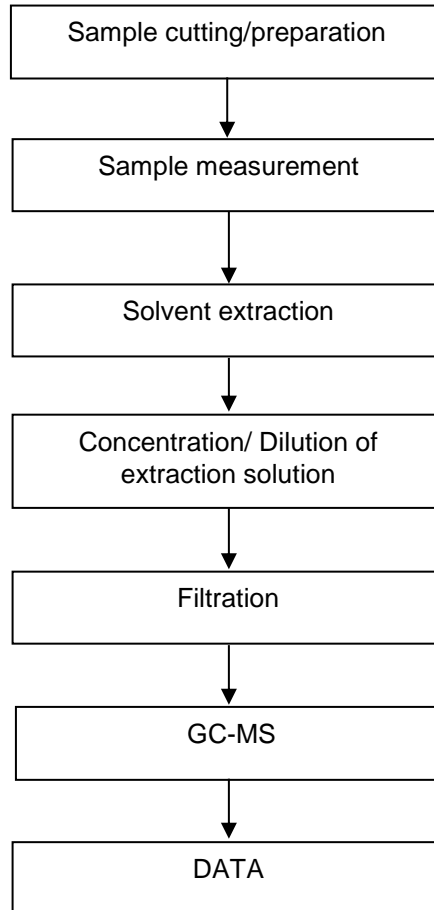 Sample cutting/preparation
Sample measurement
Solvent extraction
Concentration/ Dilution of
extraction solution
Filtration
GC-MS
DATA